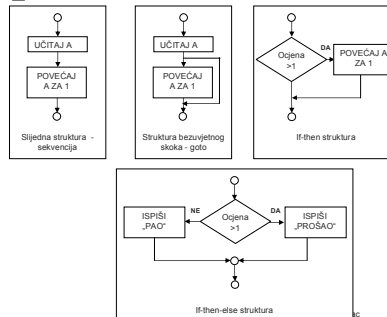 UČITAJ A
POVEĆAJ
A ZA 1
Slijedna struktura -
sekvencija
UČITAJ A
POVEĆAJ
A ZA 1
Struktura bezuvjetnog
skoka - goto
Ocjena
>1
DA
POVEĆAJ A
ZA 1
If-then struktura
ISPIŠI
„PAO“
NE
Ocjena
>1
DA
ISPIŠI
„PROŠAO“
If-then-else struktura